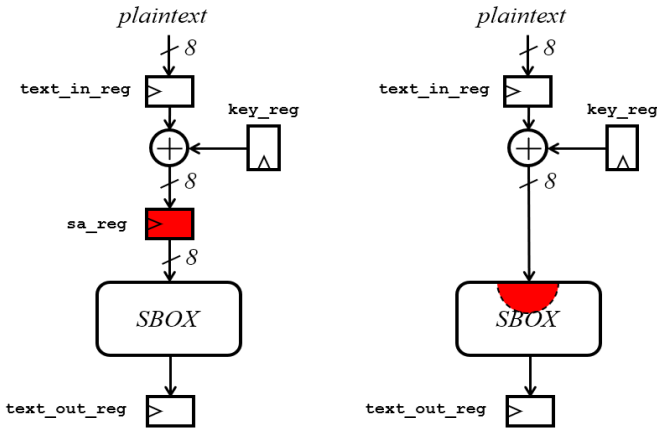 plaintext
8
text_in_reg
key_reg
8
sa_reg
8
SBOX
text_out_reg
plaintext
8
text_in_reg
key_reg
8
SBOX
text_out_reg